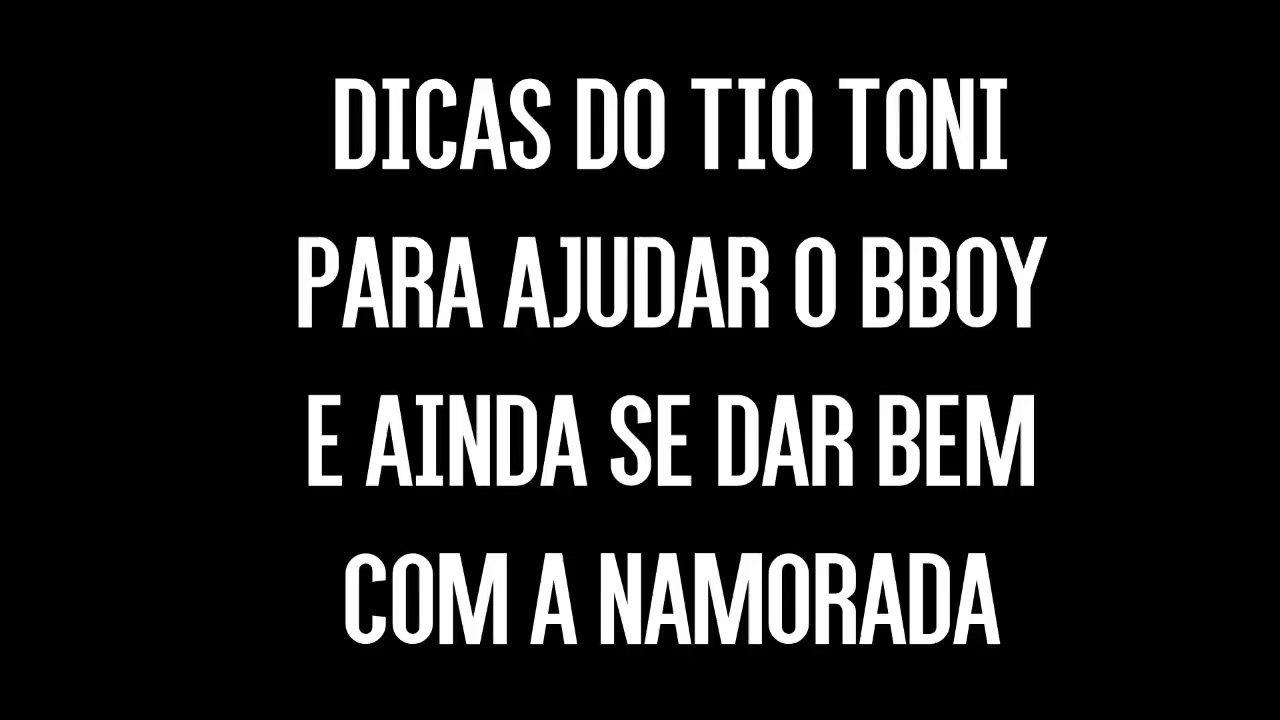 DICAS DO TIO TONI
PARA AJUDAR O BBOY
E AINDA SE DAR BEM
COM A NAMORADA